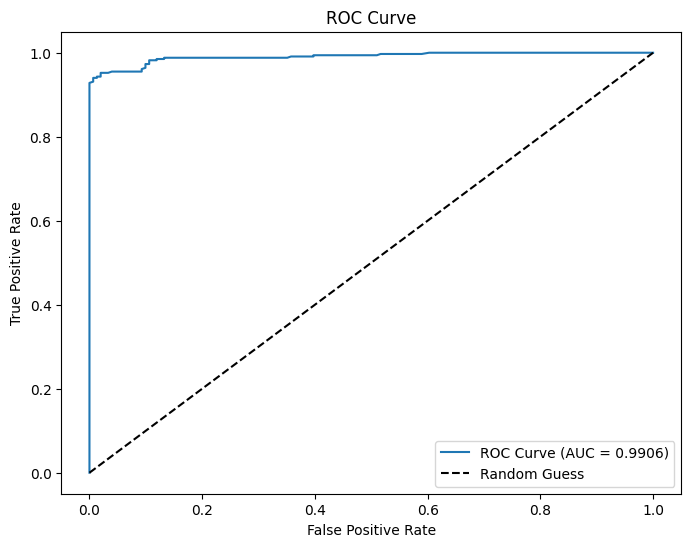 ROC Curve
True Positive Rate
1.0
0.8
0.6
0.4
0.2
0.0
ROC Curve (AUC = 0.9906)
Random Guess
0.0 0.2 0.4 0.6 0.8 1.0
False Positive Rate